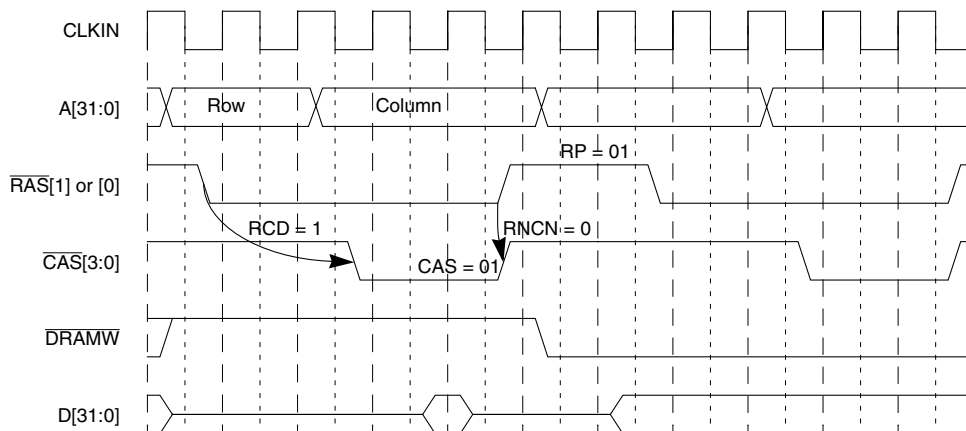 CLKIN
A[31:0]
Row
Column
RAS[1] or [0]
RP = 01
RCD = 1
RNCN = 0
CAS[3:0]
CAS = 01
DRAMW
D[31:0]